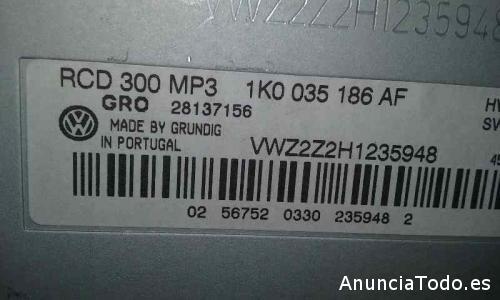 VWZ2Z2H1235948
RCD 300 MP3 1K0 035 186 AF
GRO 28137156
MADE BY GRUNDIG
IN PORTUGAL
VWZ2Z2H1235948
02 56752 0330 235948 2
AnunciaTodo.es